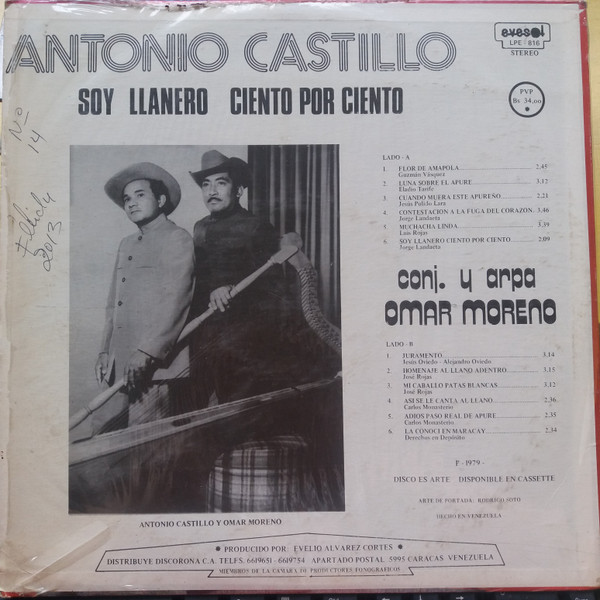 evesol
LPE - 816
STEREO
ANTONIO CASTILLO
SOY LLANERO CIENTO POR CIENTO
PVP
Bs 34,00
No
14
2013
LADO - A
1. FLOR DE AMAPOLA 2.45
Guzmán Vásquez
2. LUNA SOBRE EL APURE 3.12
Eladio Tarife
3. CUANDO MUERA ESTE APUREÑO 2.21
Jesús Pulido Lara
4. CONTESTACION A LA FUGA DEL CORAZON 3.46
Jorge Landaeta
5. MUCHACHA LINDA 3.39
Luis Rojas
6. SOY LLANERO CIENTO POR CIENTO 2:09
Jorge Landaeta
conj. y arpa
OMAR MORENO
LADO - B
1. JURAMENTO 3,14
Jesús Oviedo - Alejandro Oviedo
2. HOMENAJE AL LLANO ADENTRO 3.15
José Rojas
3. MI CABALLO PATAS BLANCAS 3.12
José Rojas
4. ASI SE LE CANTA AL LLANO 2.36
Carlos Monasterio
5. ADIOS PASO REAL DE APURE 2.35
Carlos Monasterio
6. LA CONOCI EN MARACAY 2.34
Derechos en Depósito
P - 1979 -
DISCO ES ARTE DISPONIBLE EN CASSETTE
ARTE DE PORTADA: RODRIGO SOTO
HECHO EN VENEZUELA
ANTONIO CASTILLO Y OMAR MORENO
PRODUCIDO POR: EVELIO ALVAREZ CORTES
DISTRIBUYE DISCORONA C.A. TELFS. 6619651 - 6619754 APARTADO POSTAL 5995 CARACAS VENEZUELA
MIEMBROS DE LA CAMARA DE PRODUCTORES FONOGRAFICOS